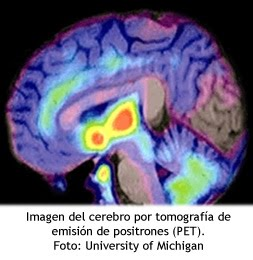 Imagen del cerebro por tomografía de
emisión de positrones (PET).
Foto: University of Michigan